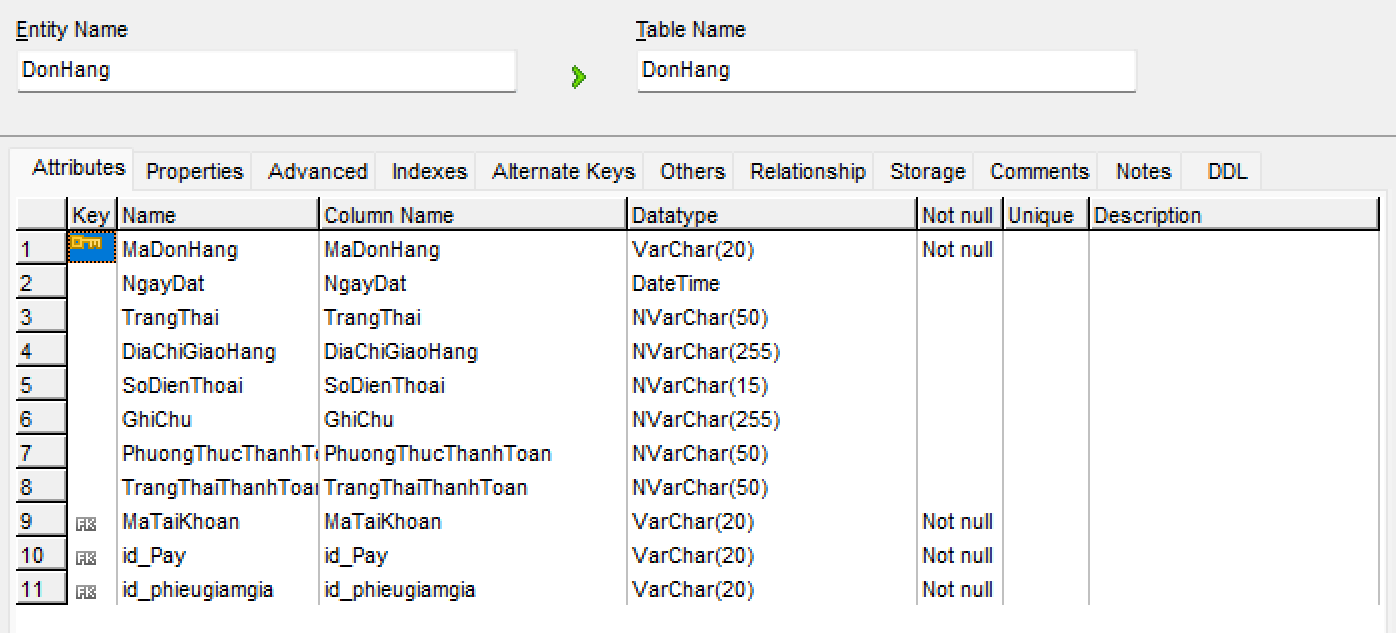 Entity Name Table Name
DonHang DonHang
Attributes Properties Advanced Indexes Alternate Keys Others Relationship Storage Comments Notes DDL
Key Name Column Name Datatype Not null Unique Description
1 MaDonHang MaDonHang VarChar(20) Not null
2 NgayDat NgayDat DateTime
3 TrangThai TrangThai NVarChar(50)
4 DiaChiGiaoHang DiaChiGiaoHang NVarChar(255)
5 SoDienThoai SoDienThoai NVarChar(15)
6 GhiChu GhiChu NVarChar(255)
7 PhuongThucThanhT PhuongThucThanhToan NVarChar(50)
8 TrangThaiThanhToa TrangThaiThanhToan NVarChar(50)
9 FK MaTaiKhoan MaTaiKhoan VarChar(20) Not null
10 FK id_Pay id_Pay VarChar(20) Not null
11 FK id_phieugiamgia id_phieugiamgia VarChar(20) Not null